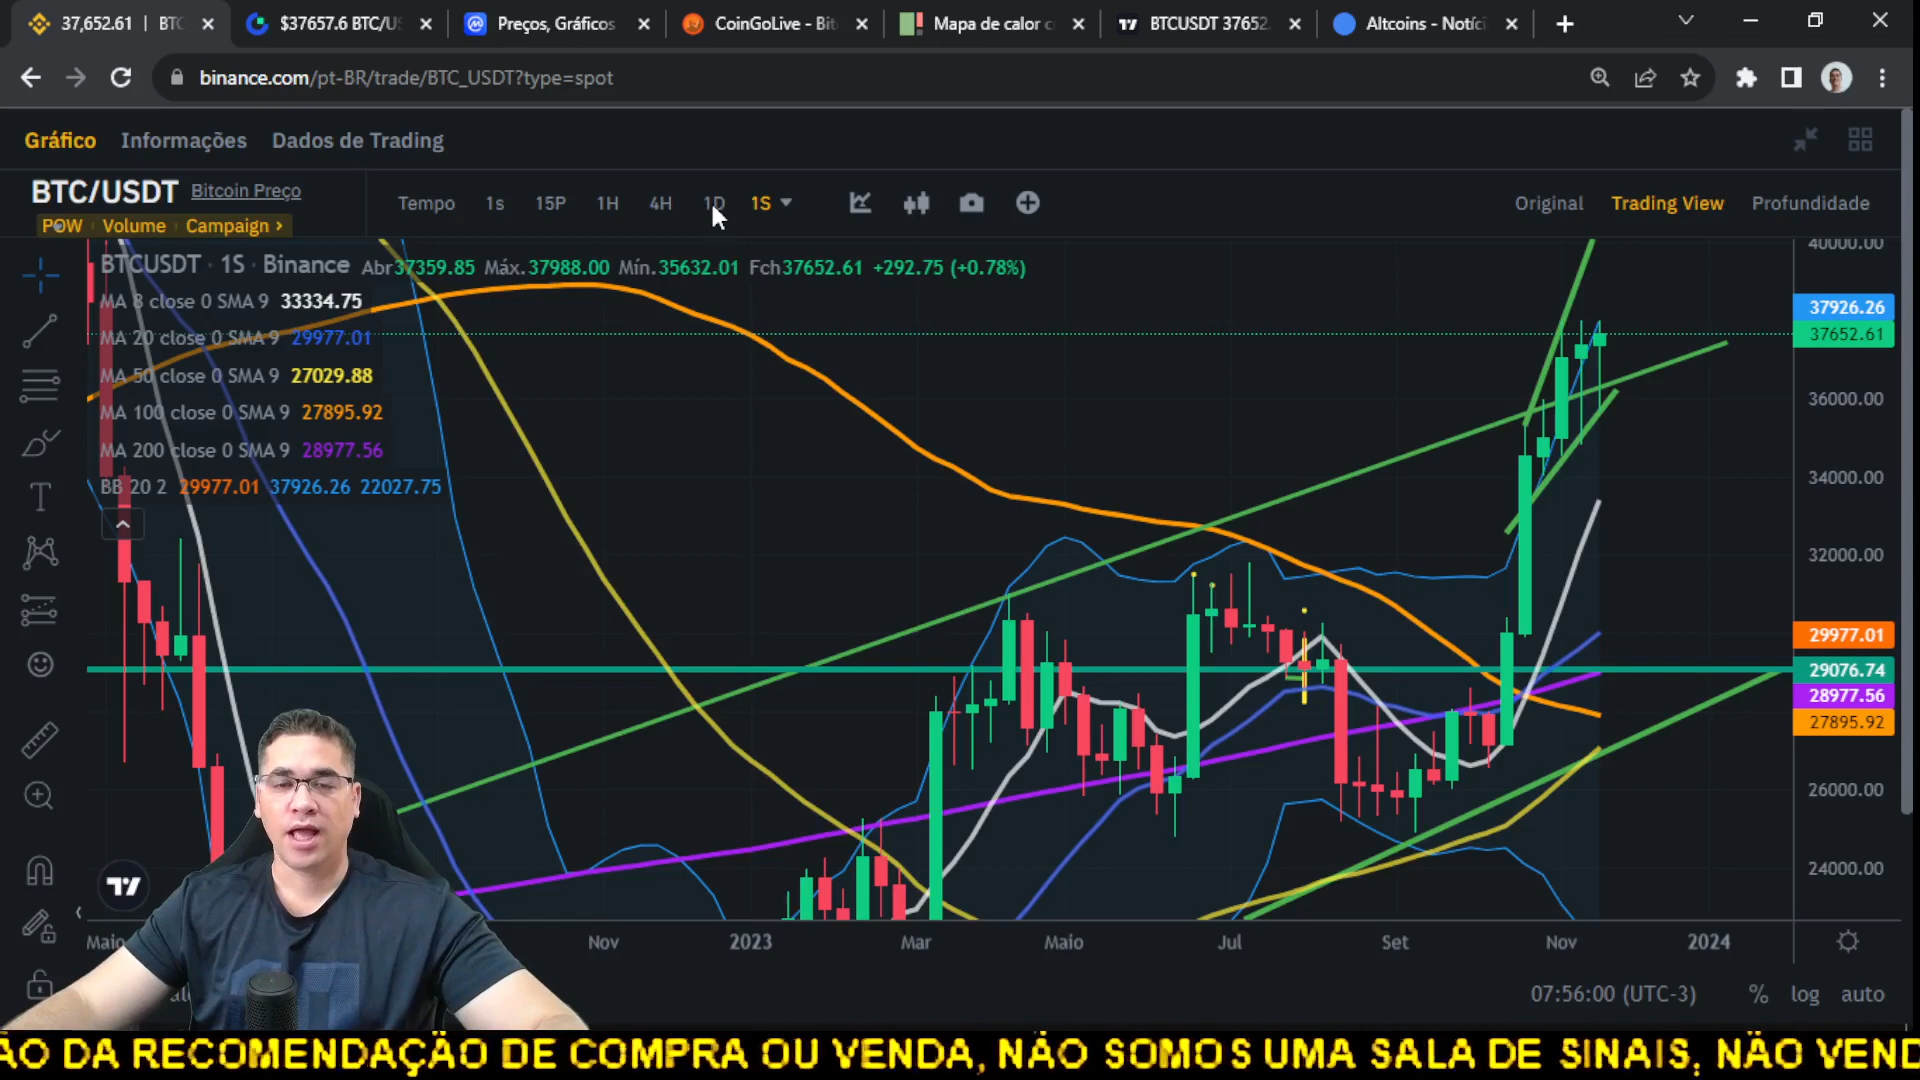 37,652.61 | BTC
$37657.6 BTC/US
Preços, Gráficos
CoinGoLive - Bit
Mapa de calor c
BTCUSDT 37652
Altcoins - Notíci
binance.com/pt-BR/trade/BTC_USDT?type=spot
Gráfico Informações Dados de Trading
BTC/USDT Bitcoin Preço
POW Volume Campaign >
Tempo 1s 15P 1H 4H 1D 1S
Original Trading View Profundidade
BTCUSDT · 1S · Binance Abr37359.85 Máx.37988.00 Mín.35632.01 Fch37652.61 +292.75 (+0.78%)
MA 8 close 0 SMA 9 33334.75
MA 20 close 0 SMA 9 29977.01
MA 50 close 0 SMA 9 27029.88
MA 100 close 0 SMA 9 27895.92
MA 200 close 0 SMA 9 28977.56
BB 20 2 29977.01 37926.26 22027.75
40000.00
37926.26
37652.61
36000.00
34000.00
32000.00
29977.01
29076.74
28977.56
27895.92
26000.00
24000.00
Maio Nov 2023 Mar Maio Jul Set Nov 2024
07:56:00 (UTC-3) % log auto
ÃO DA RECOMENDAÇÃO DE COMPRA OU VENDA, NÃO SOMOS UMA SALA DE SINAIS, NÃO VEND